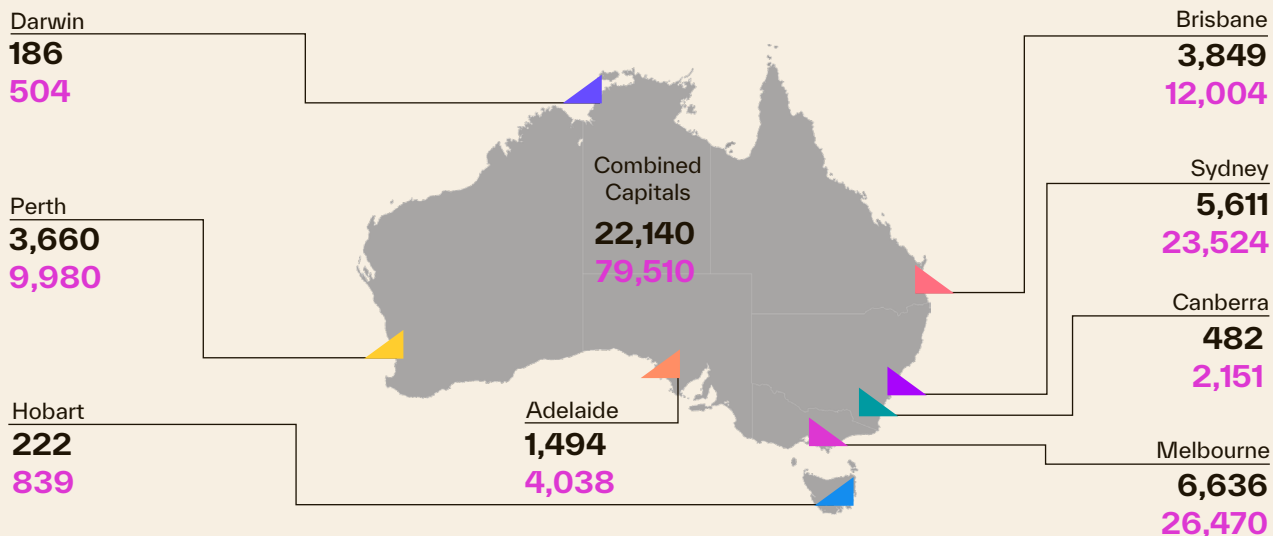 Darwin
186
504
Perth
3,660
9,980
Hobart
222
839
Combined
Capitals
22,140
79,510
Adelaide
1,494
4,038
Brisbane
3,849
12,004
Sydney
5,611
23,524
Canberra
482
2,151
Melbourne
6,636
26,470